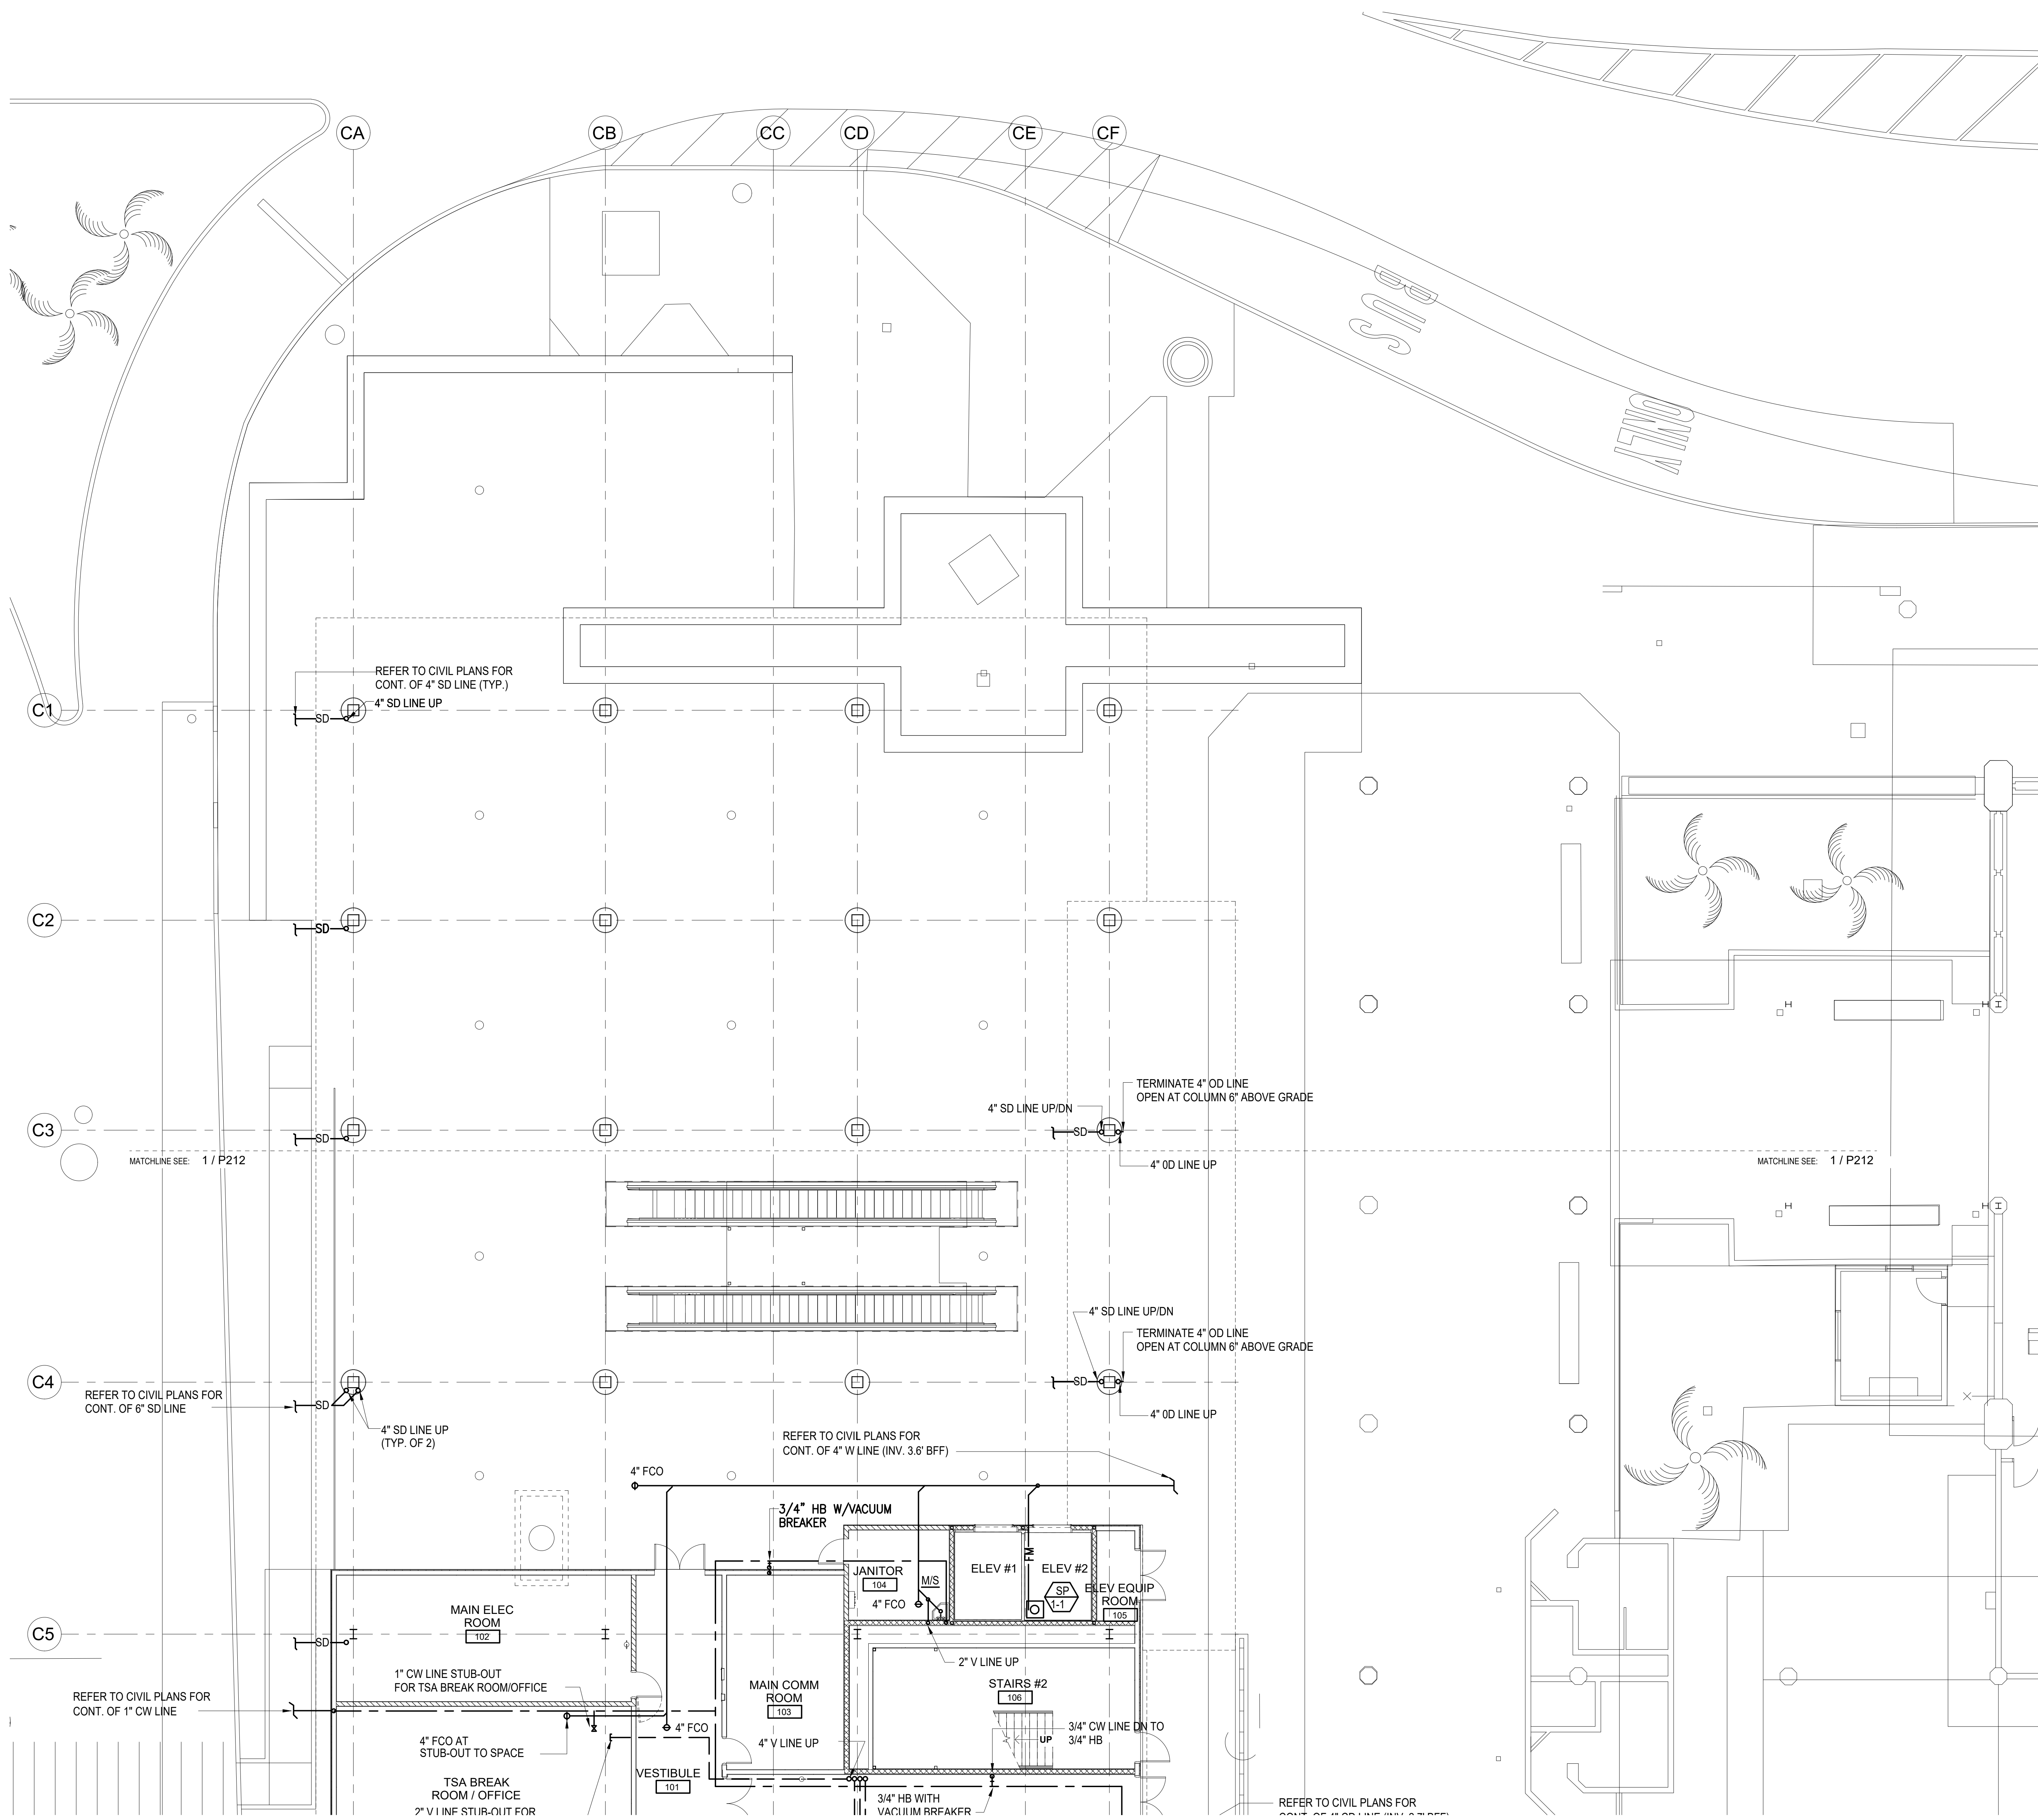 CA
CB
CC
CD
CE
CF
BUS
ONLY
REFER TO CIVIL PLANS FOR
CONT. OF 4" SD LINE (TYP.)
4" SD LINE UP
C1
SD
C2
SD
TERMINATE 4" OD LINE
OPEN AT COLUMN 6" ABOVE GRADE
4" SD LINE UP/DN
C3
SD
SD
MATCHLINE SEE: 1 / P212
4" 0D LINE UP
MATCHLINE SEE: 1 / P212
H
H
H
H
H
H
4" SD LINE UP/DN
TERMINATE 4" OD LINE
OPEN AT COLUMN 6" ABOVE GRADE
C4
SD
REFER TO CIVIL PLANS FOR
CONT. OF 6" SD LINE
SD
4" 0D LINE UP
4" SD LINE UP
(TYP. OF 2)
REFER TO CIVIL PLANS FOR
CONT. OF 4" W LINE (INV. 3.6' BFF)
4" FCO
3/4" HB W/VACUUM
BREAKER
FM
JANITOR
104
M/S
4" FCO
ELEV #1
ELEV #2
SP
1-1
ELEV EQUIP
ROOM
105
MAIN ELEC
ROOM
102
C5
SD
2" V LINE UP
1" CW LINE STUB-OUT
FOR TSA BREAK ROOM/OFFICE
MAIN COMM
ROOM
103
STAIRS #2
106
REFER TO CIVIL PLANS FOR
CONT. OF 1" CW LINE
4" FCO
4" FCO AT
STUB-OUT TO SPACE
4" V LINE UP
UP
3/4" CW LINE DN TO
3/4" HB
VESTIBULE
101
TSA BREAK
ROOM / OFFICE
2" V LINE STUB-OUT FOR
3/4" HB WITH
VACUUM BREAKER
REFER TO CIVIL PLANS FOR